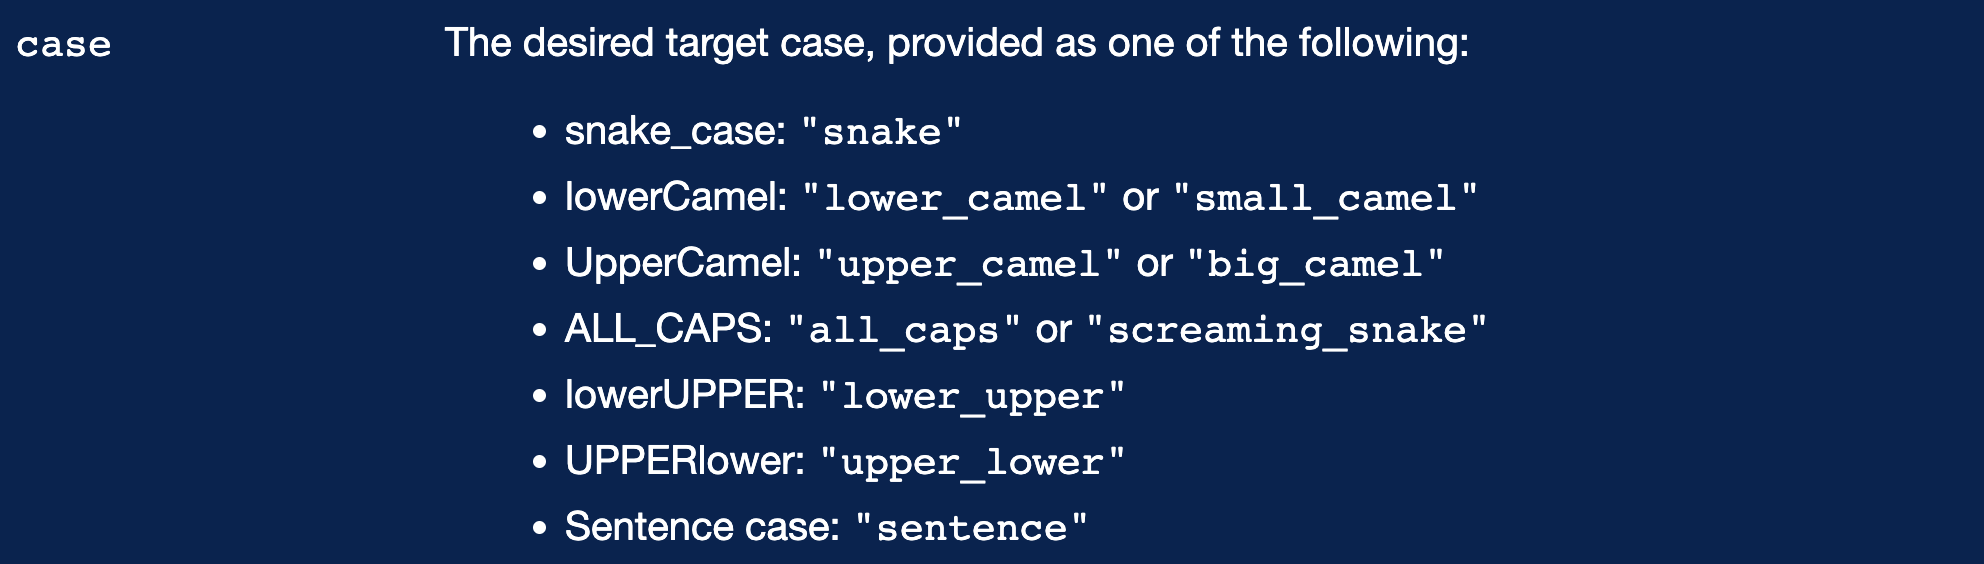 case The desired target case, provided as one of the following:
• snake_case: "snake"
• lowerCamel: "lower_camel" or "small_camel"
• UpperCamel: "upper_camel" or "big_camel"
• ALL_CAPS: "all_caps" or "screaming_snake"
• lowerUPPER: "lower_upper"
• UPPERlower: "upper_lower"
• Sentence case: "sentence"